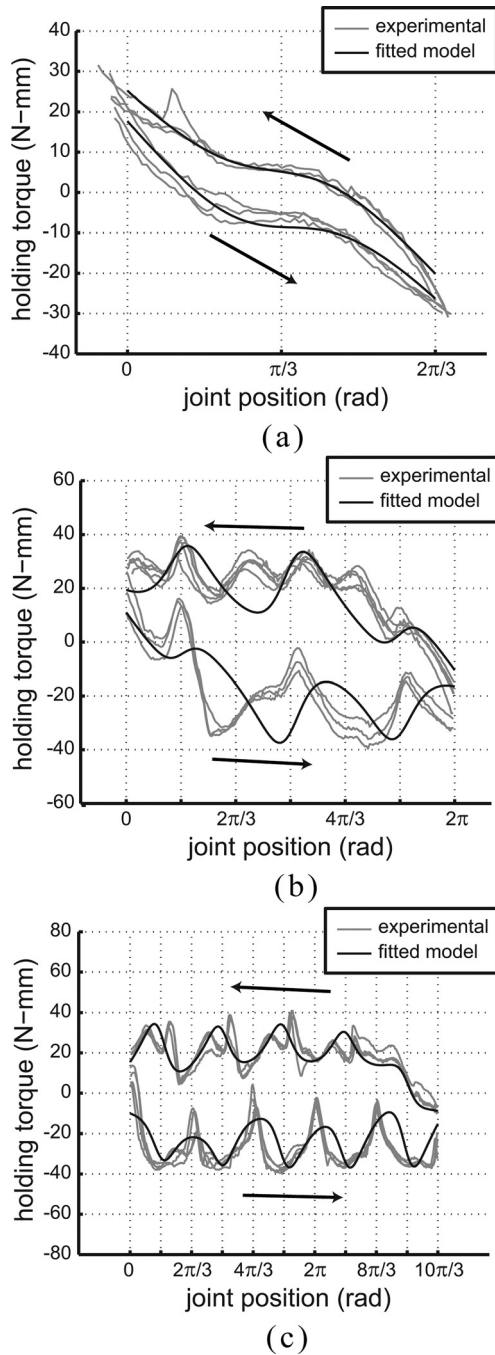 experimental
fitted model
40
30
20
10
0
-10
-20
-30
-40
holding torque (N−mm)
0 π/3 2π/3
joint position (rad)
(a)
experimental
fitted model
60
40
20
0
-20
-40
-60
holding torque (N−mm)
0 2π/3 4π/3 2π
joint position (rad)
(b)
experimental
fitted model
80
60
40
20
0
-20
-40
-60
-80
holding torque (N−mm)
0 2π/3 4π/3 2π 8π/3 10π/3
joint position (rad)
(c)